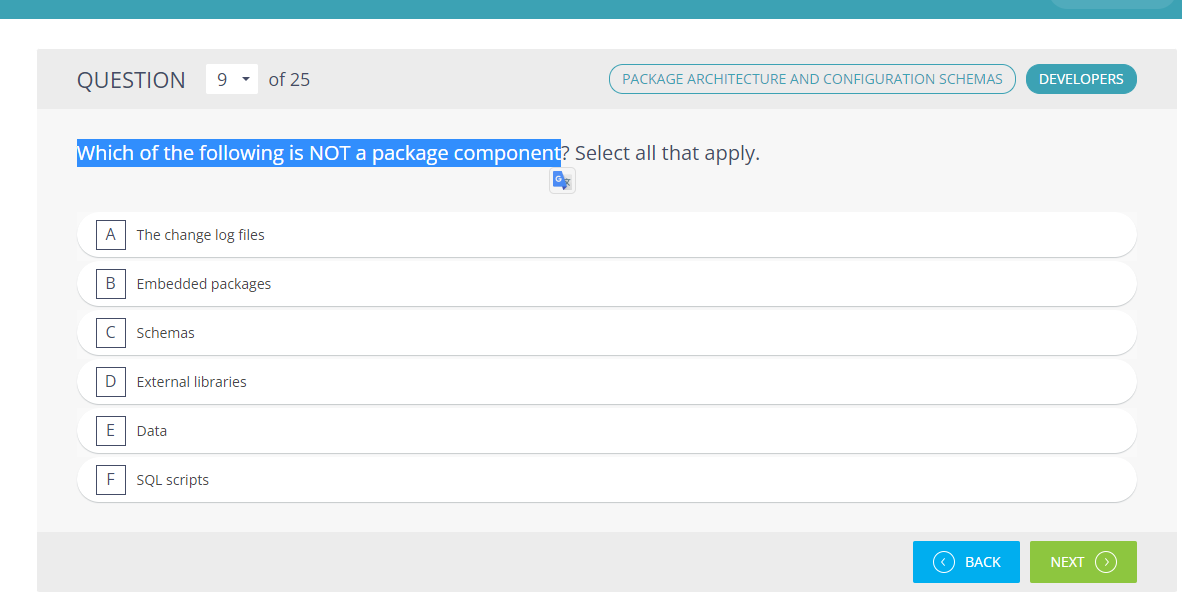 QUESTION 9 of 25 PACKAGE ARCHITECTURE AND CONFIGURATION SCHEMAS DEVELOPERS
Which of the following is NOT a package component? Select all that apply.
A The change log files
B Embedded packages
C Schemas
D External libraries
E Data
F SQL scripts
BACK NEXT